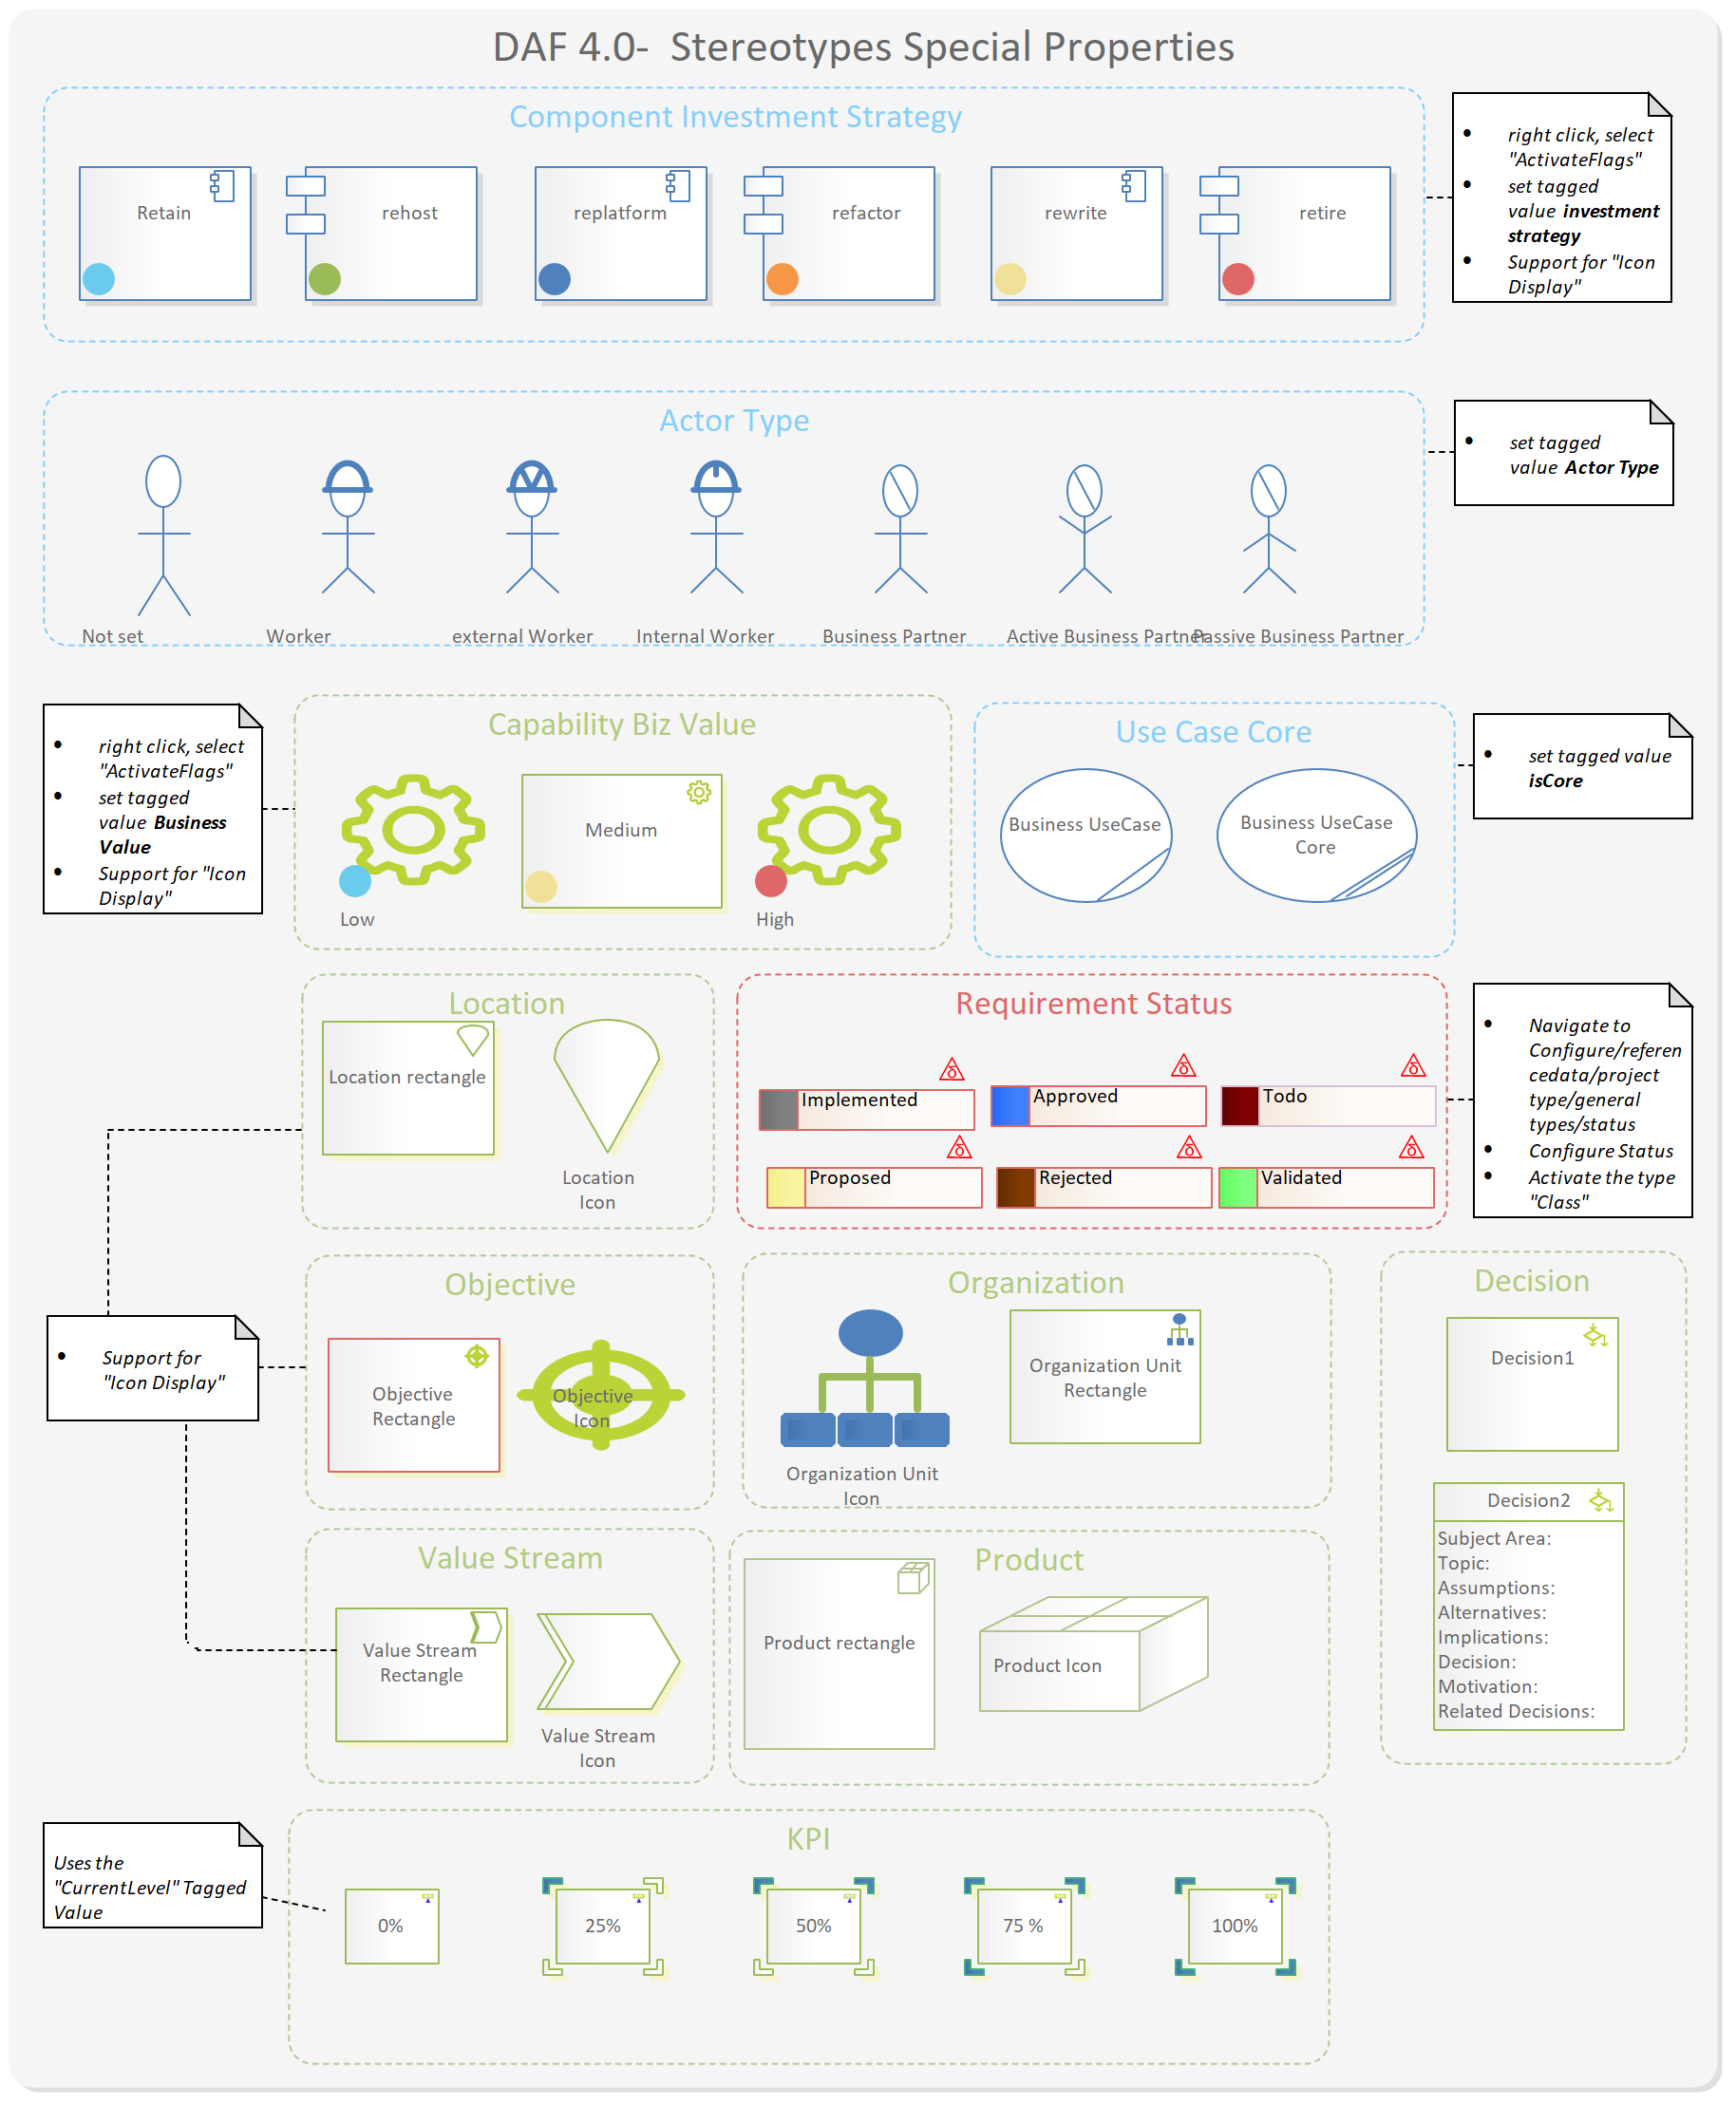 DAF 4.0-  Stereotypes Special Properties
Component Investment Strategy
Retain
rehost
replatform
refactor
rewrite
retire
• right click, select
"ActivateFlags"
• set tagged
value investment
strategy
• Support for "Icon
Display"
Actor Type
Not set
Worker
external Worker
Internal Worker
Business Partner
Active Business Partner
Passive Business Partner
• set tagged
value Actor Type
• right click, select
"ActivateFlags"
• set tagged
value Business
Value
• Support for "Icon
Display"
Capability Biz Value
Low
Medium
High
Use Case Core
Business UseCase
Business UseCase
Core
• set tagged value
isCore
Location
Location rectangle
Location
Icon
Requirement Status
Implemented
Approved
Todo
Proposed
Rejected
Validated
• Navigate to
Configure/referen
cedata/project
type/general
types/status
• Configure Status
• Activate the type
"Class"
• Support for
"Icon Display"
Objective
Objective
Rectangle
Objective
Icon
Organization
Organization Unit
Icon
Organization Unit
Rectangle
Decision
Decision1
Decision2
Subject Area:
Topic:
Assumptions:
Alternatives:
Implications:
Decision:
Motivation:
Related Decisions:
Value Stream
Value Stream
Rectangle
Value Stream
Icon
Product
Product rectangle
Product Icon
Uses the
"CurrentLevel" Tagged
Value
KPI
0%
25%
50%
75 %
100%